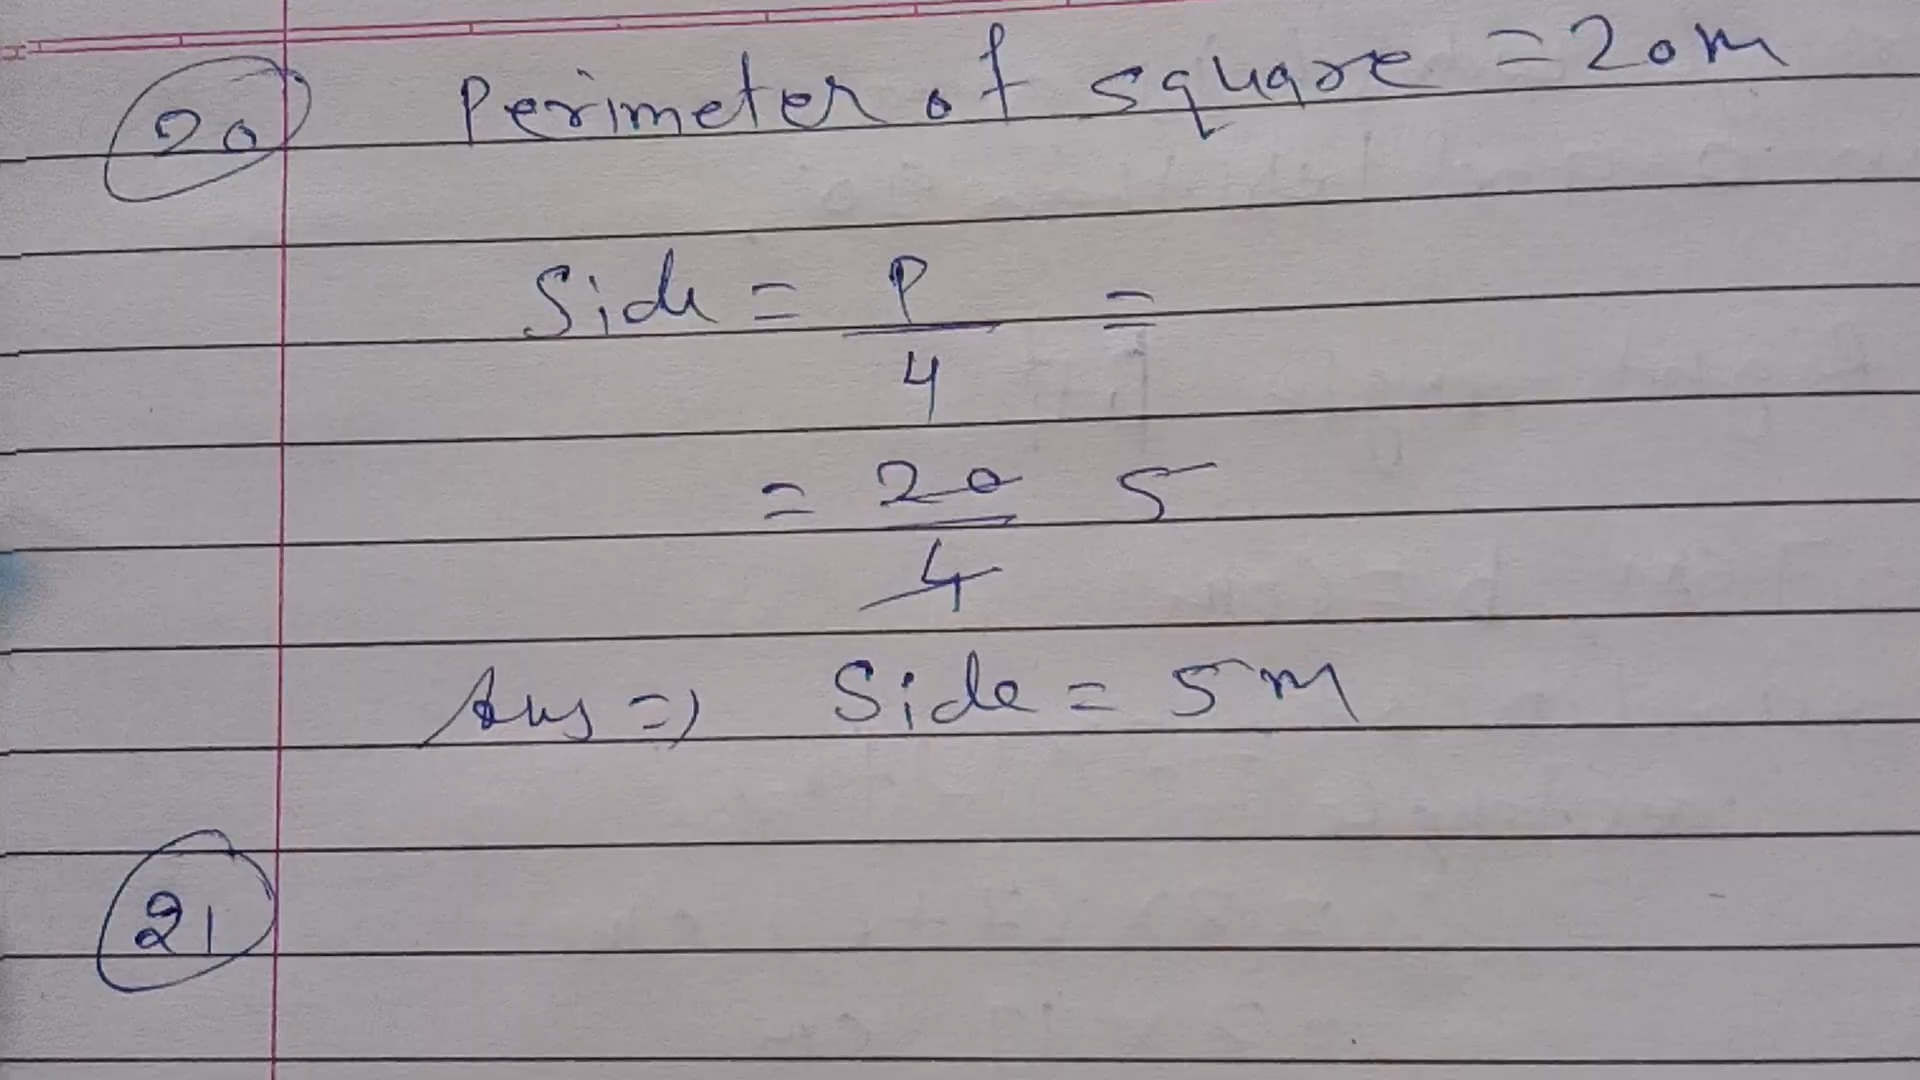 20 Perimeter of square = 20m
Side = P/4 =
= 20/4 5
Ans => Side = 5m
21